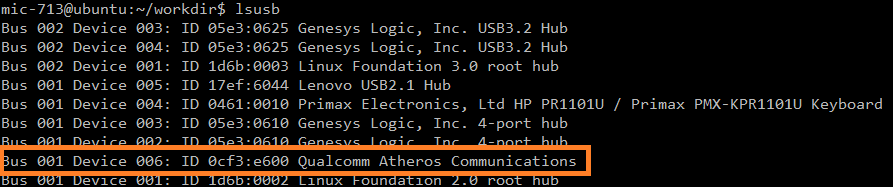 mic-713@ubuntu:~/workdir$ lsusb
Bus 002 Device 003: ID 05e3:0625 Genesys Logic, Inc. USB3.2 Hub
Bus 002 Device 004: ID 05e3:0625 Genesys Logic, Inc. USB3.2 Hub
Bus 002 Device 001: ID 1d6b:0003 Linux Foundation 3.0 root hub
Bus 001 Device 005: ID 17ef:6044 Lenovo USB2.1 Hub
Bus 001 Device 004: ID 0461:0010 Primax Electronics, Ltd HP PR1101U / Primax PMX-KPR1101U Keyboard
Bus 001 Device 003: ID 05e3:0610 Genesys Logic, Inc. 4-port hub
Bus 001 Device 002: ID 05e3:0610 Genesys Logic, Inc. 4-port hub
Bus 001 Device 006: ID 0cf3:e600 Qualcomm Atheros Communications
Bus 001 Device 001: ID 1d6b:0002 Linux Foundation 2.0 root hub